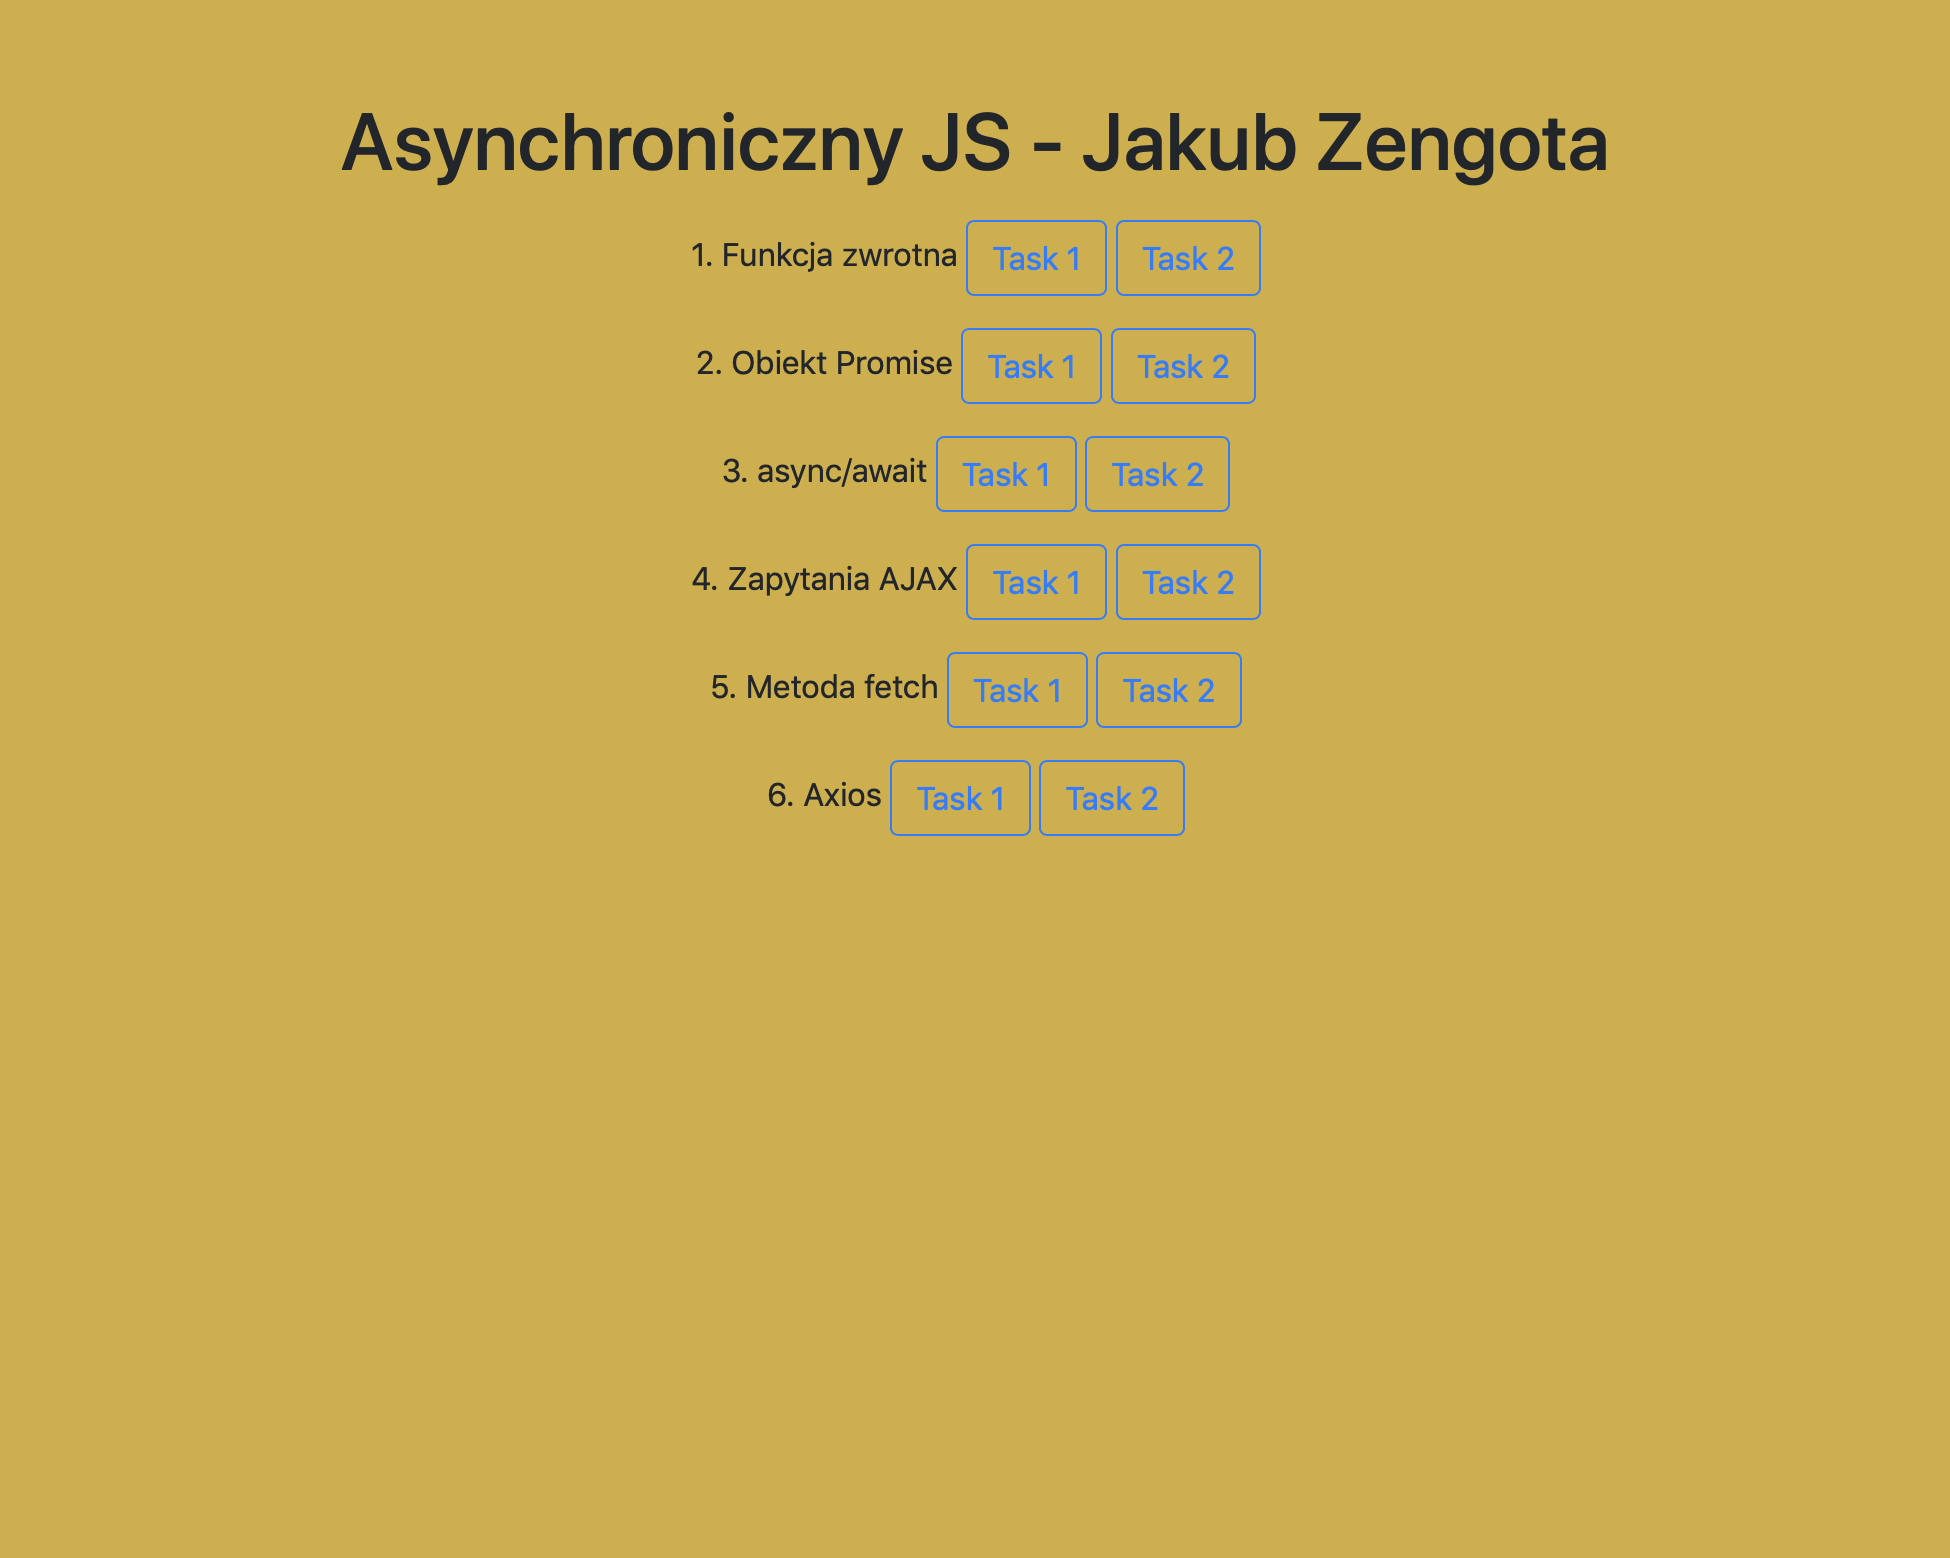 Asynchroniczny JS - Jakub Zengota
1. Funkcja zwrotna Task 1 Task 2
2. Obiekt Promise Task 1 Task 2
3. async/await Task 1 Task 2
4. Zapytania AJAX Task 1 Task 2
5. Metoda fetch Task 1 Task 2
6. Axios Task 1 Task 2